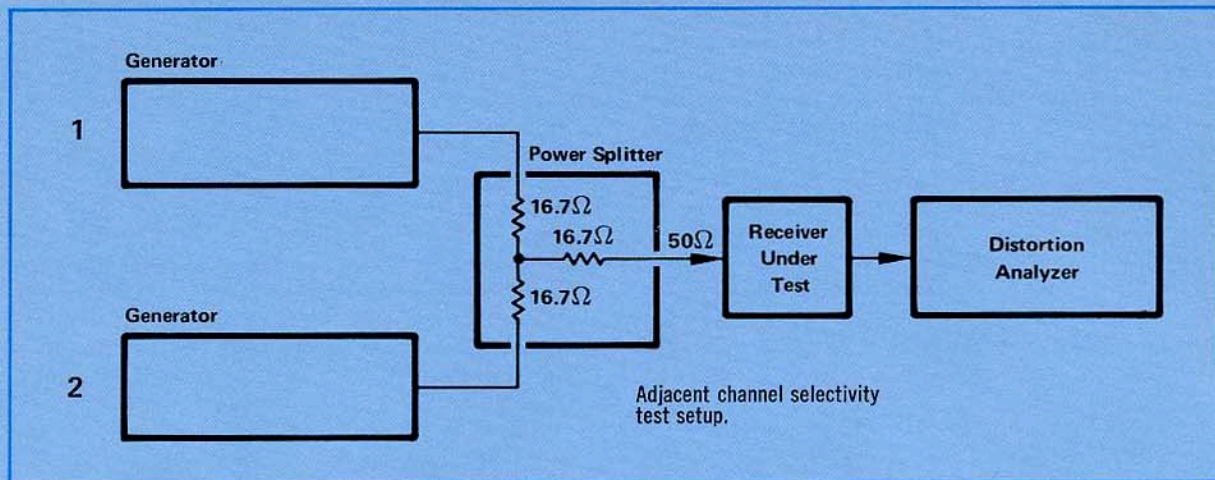 Generator
1
Power Splitter
16.7Ω
16.7Ω
50Ω
16.7Ω
Receiver
Under
Test
Distortion
Analyzer
Generator
2
Adjacent channel selectivity
test setup.